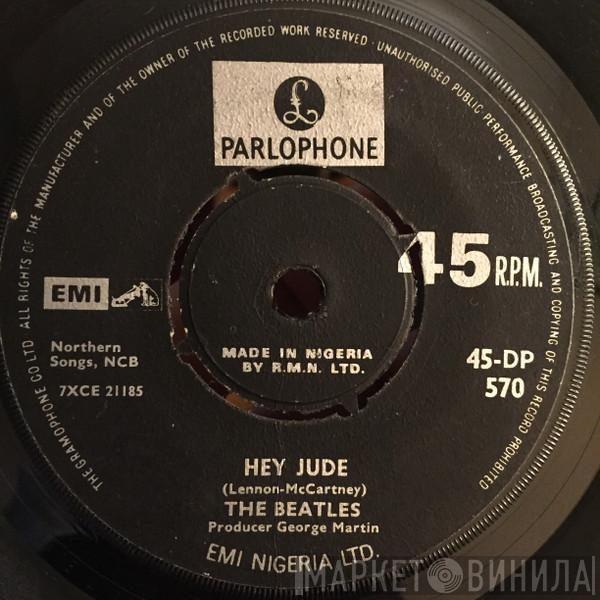 THE GRAMOPHONE CO LTD ALL RIGHTS OF THE MANUFACTURER AND OF THE OWNER OF THE RECORDED WORK RESERVED · UNAUTHORISED PUBLIC PERFORMANCE BROADCASTING AND COPYING OF THIS RECORD PROHIBITED
£
PARLOPHONE
45 R.P.M.
EMI
Northern
Songs, NCB
7XCE 21185
MADE IN NIGERIA
BY R.M.N. LTD.
45-DP
570
HEY JUDE
(Lennon-McCartney)
THE BEATLES
Producer George Martin
EMI NIGERIA LTD.
МАРКЕТ ВИНИЛА